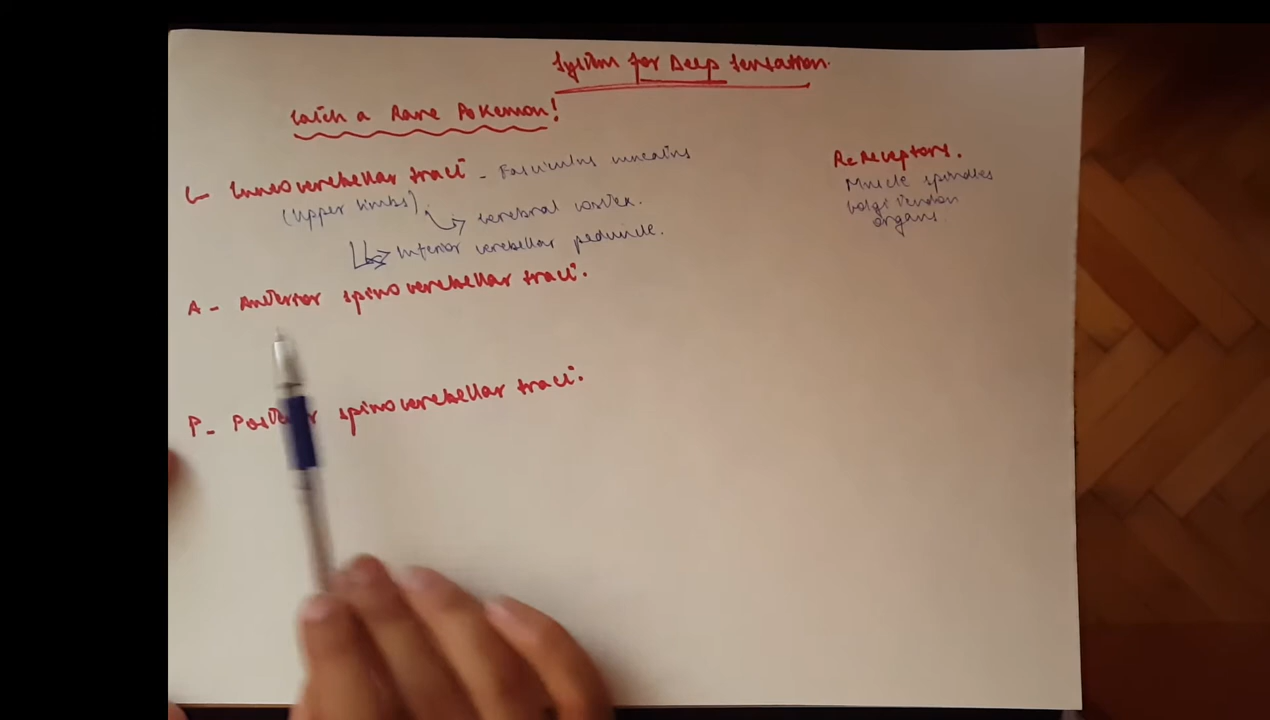 System for Deep Sensation.
Catch a Rare Pokemon!
C- Cuneocerebellar tract - Fasciculus cuneatus
(Upper limbs) cerebral cortex.
Inferior cerebellar peduncle.
A - Anterior spinocerebellar tract.
P- Posterior spinocerebellar tract.
Receptors.
Muscle spindles
Golgi tendon
organs